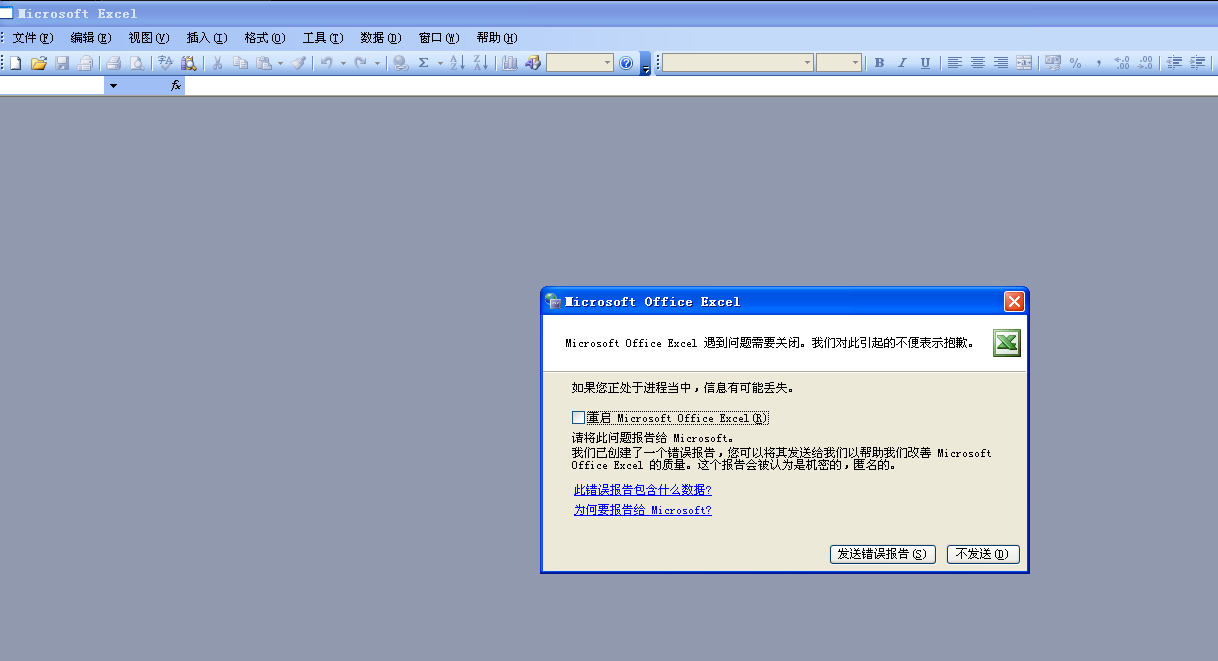 Microsoft Excel
文件(F) 编辑(E) 视图(V) 插入(I) 格式(O) 工具(T) 数据(D) 窗口(W) 帮助(H)
fx
Microsoft Office Excel
Microsoft Office Excel 遇到问题需要关闭。我们对此引起的不便表示抱歉。
如果您正处于进程当中，信息有可能丢失。
重启 Microsoft Office Excel(R)
请将此问题报告给 Microsoft。
我们已创建了一个错误报告，您可以将其发送给我们以帮助我们改善 Microsoft
Office Excel 的质量。这个报告会被认为是机密的，匿名的。
此错误报告包含什么数据?
为何要报告给 Microsoft?
发送错误报告(S) 不发送(D)